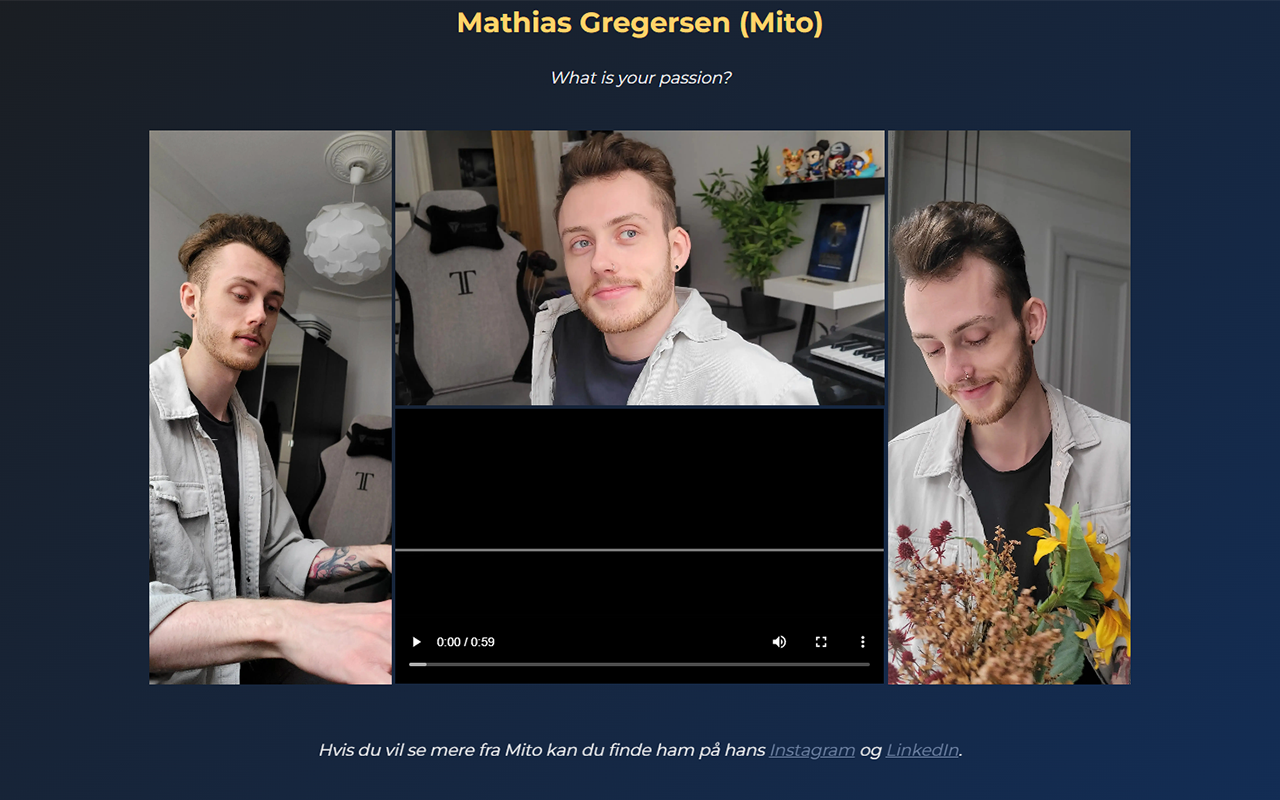 Mathias Gregersen (Mito)
What is your passion?
0:00 / 0:59
Hvis du vil se mere fra Mito kan du finde ham på hans Instagram og LinkedIn.